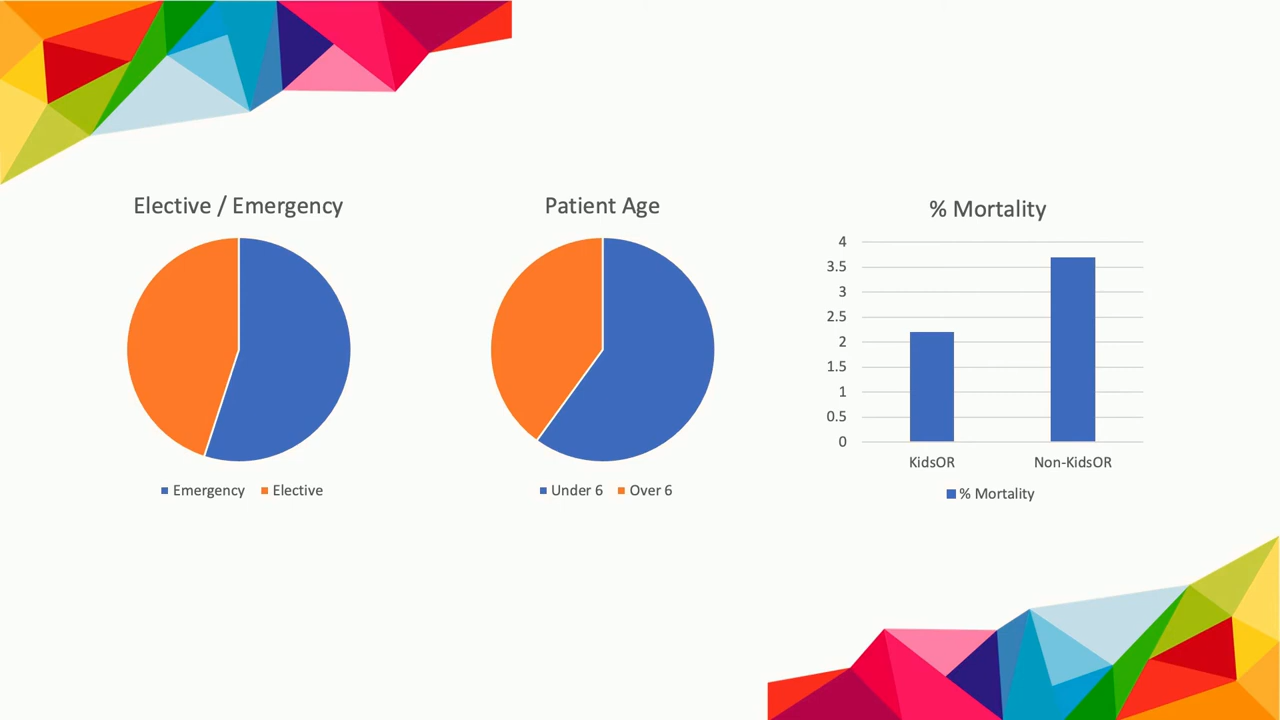 Elective / Emergency
Emergency Elective
Patient Age
Under 6 Over 6
% Mortality
4
3.5
3
2.5
2
1.5
1
0.5
0
KidsOR Non-KidsOR
% Mortality